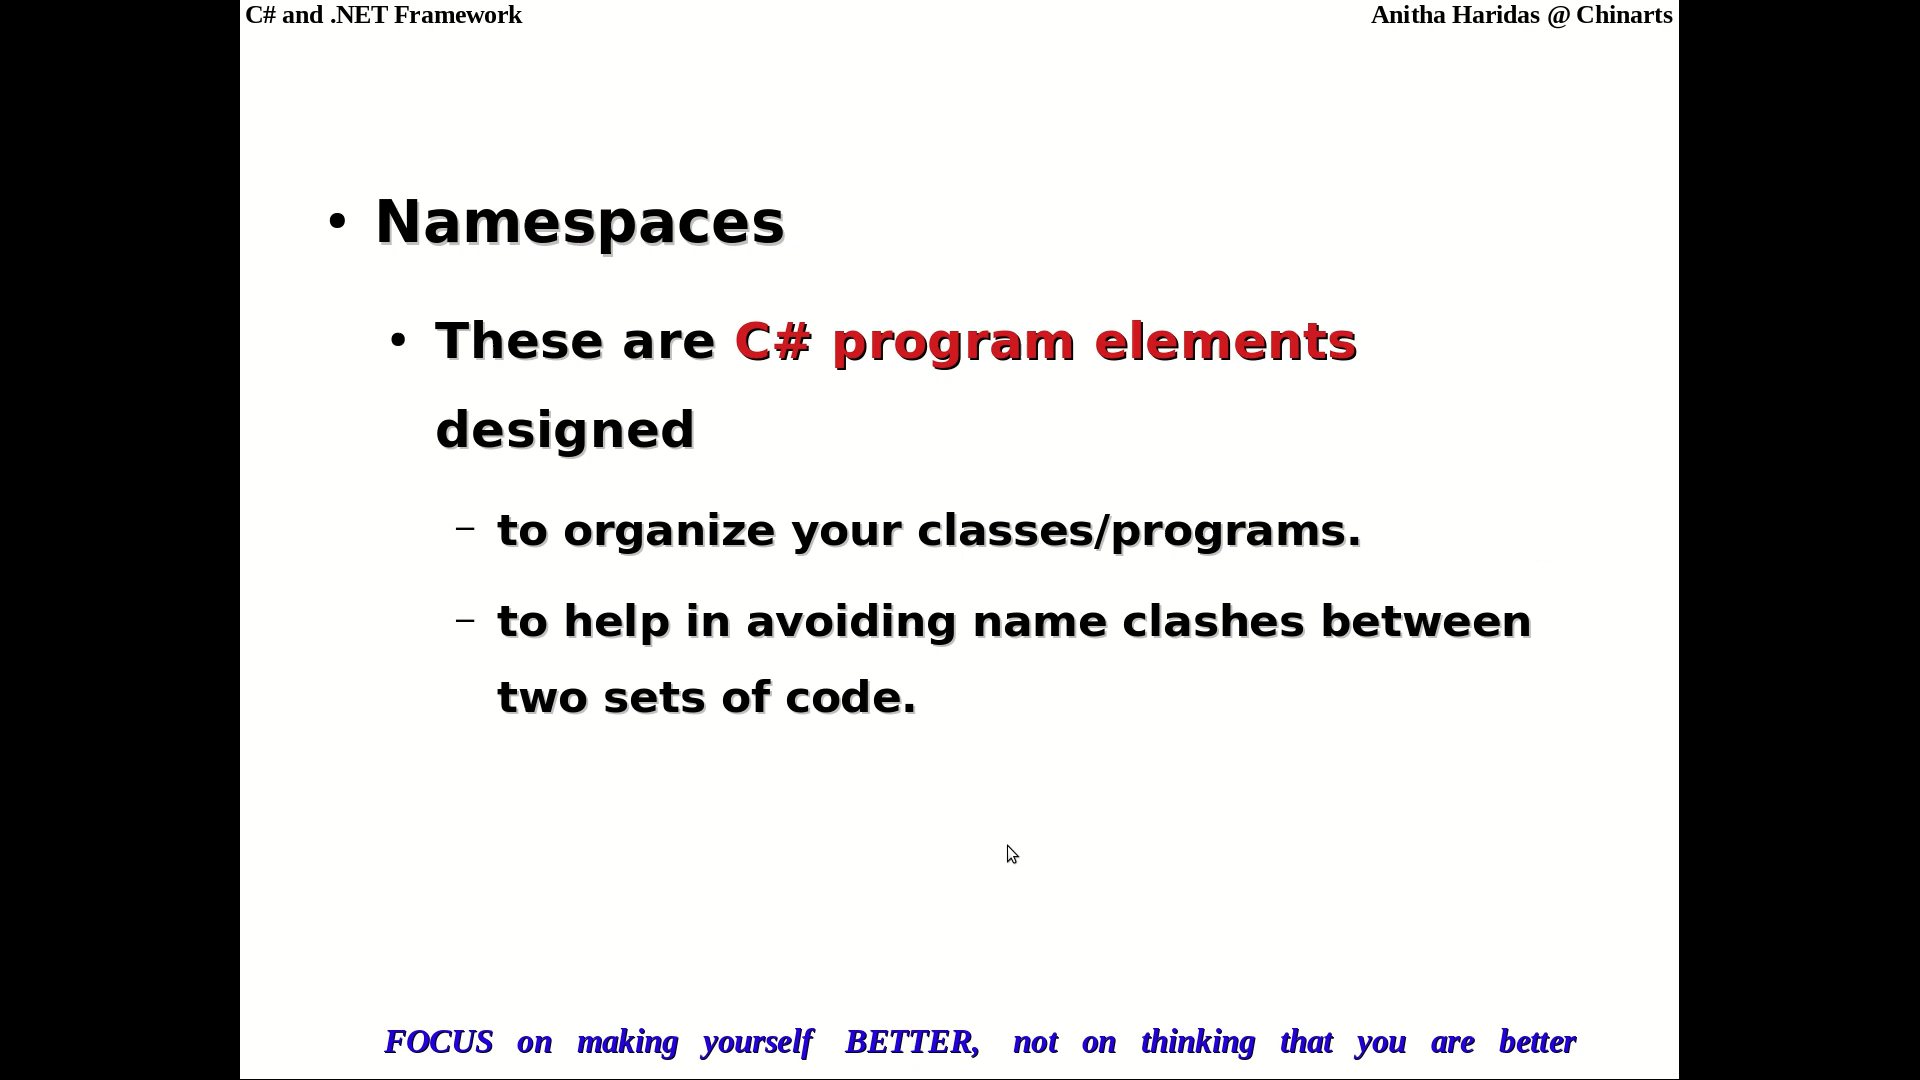 C# and .NET Framework
Anitha Haridas @ Chinarts
• Namespaces
• These are C# program elements
designed
– to organize your classes/programs.
– to help in avoiding name clashes between
two sets of code.
FOCUS on making yourself BETTER, not on thinking that you are better